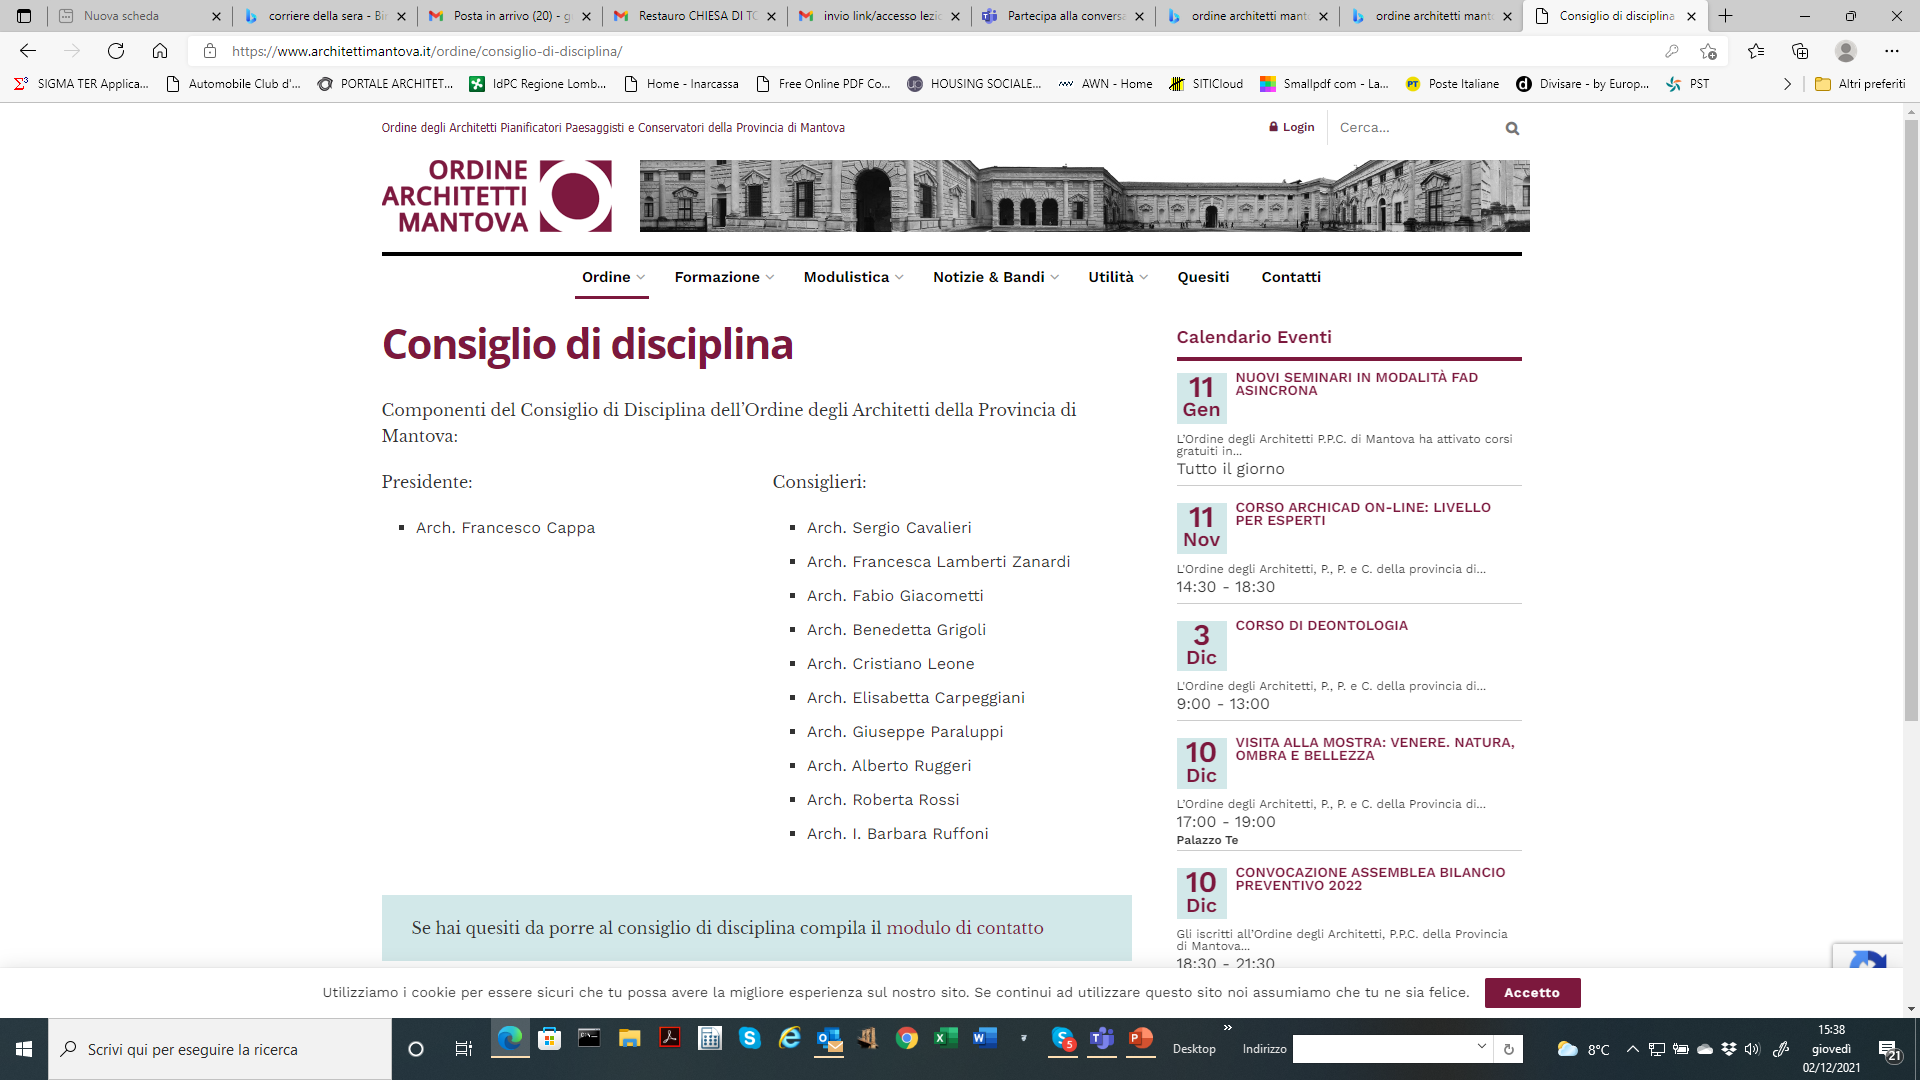 Nuova scheda
corriere della sera - Bi
Posta in arrivo (20) - g
Restauro CHIESA DI TO
invio link/accesso lezi
Partecipa alla conversa
ordine architetti mant
ordine architetti mant
Consiglio di disciplina
https://www.architettimantova.it/ordine/consiglio-di-disciplina/
SIGMA TER Applica...
Automobile Club d'...
PORTALE ARCHITET...
IdPC Regione Lomb...
Home - Inarcassa
Free Online PDF Co...
HOUSING SOCIALE...
AWN - Home
SITICloud
Smallpdf com - La...
Poste Italiane
Divisare - by Europ...
PST
Altri preferiti
Ordine degli Architetti Pianificatori Paesaggisti e Conservatori della Provincia di Mantova
Login
Cerca...
ORDINE
ARCHITETTI
MANTOVA
Ordine
Formazione
Modulistica
Notizie & Bandi
Utilità
Quesiti
Contatti
Consiglio di disciplina
Componenti del Consiglio di Disciplina dell'Ordine degli Architetti della Provincia di
Mantova:
Presidente:
Arch. Francesco Cappa
Consiglieri:
Arch. Sergio Cavalieri
Arch. Francesca Lamberti Zanardi
Arch. Fabio Giacometti
Arch. Benedetta Grigoli
Arch. Cristiano Leone
Arch. Elisabetta Carpeggiani
Arch. Giuseppe Paraluppi
Arch. Alberto Ruggeri
Arch. Roberta Rossi
Arch. I. Barbara Ruffoni
Se hai quesiti da porre al consiglio di disciplina compila il modulo di contatto
Calendario Eventi
11
Gen
NUOVI SEMINARI IN MODALITÀ FAD
ASINCRONA
L'Ordine degli Architetti P.P.C. di Mantova ha attivato corsi
gratuiti in...
Tutto il giorno
11
Nov
CORSO ARCHICAD ON-LINE: LIVELLO
PER ESPERTI
L'Ordine degli Architetti, P., P. e C. della provincia di...
14:30 - 18:30
3
Dic
CORSO DI DEONTOLOGIA
L'Ordine degli Architetti, P., P. e C. della provincia di...
9:00 - 13:00
10
Dic
VISITA ALLA MOSTRA: VENERE. NATURA,
OMBRA E BELLEZZA
L'Ordine degli Architetti, P., P. e C. della Provincia di...
17:00 - 19:00
Palazzo Te
10
Dic
CONVOCAZIONE ASSEMBLEA BILANCIO
PREVENTIVO 2022
Gli iscritti all'Ordine degli Architetti, P.P.C. della Provincia
di Mantova...
18:30 - 21:30
Utilizziamo i cookie per essere sicuri che tu possa avere la migliore esperienza sul nostro sito. Se continui ad utilizzare questo sito noi assumiamo che tu ne sia felice.
Accetto
Scrivi qui per eseguire la ricerca
5
Desktop
Indirizzo
8°C
15:38
giovedì
02/12/2021
21